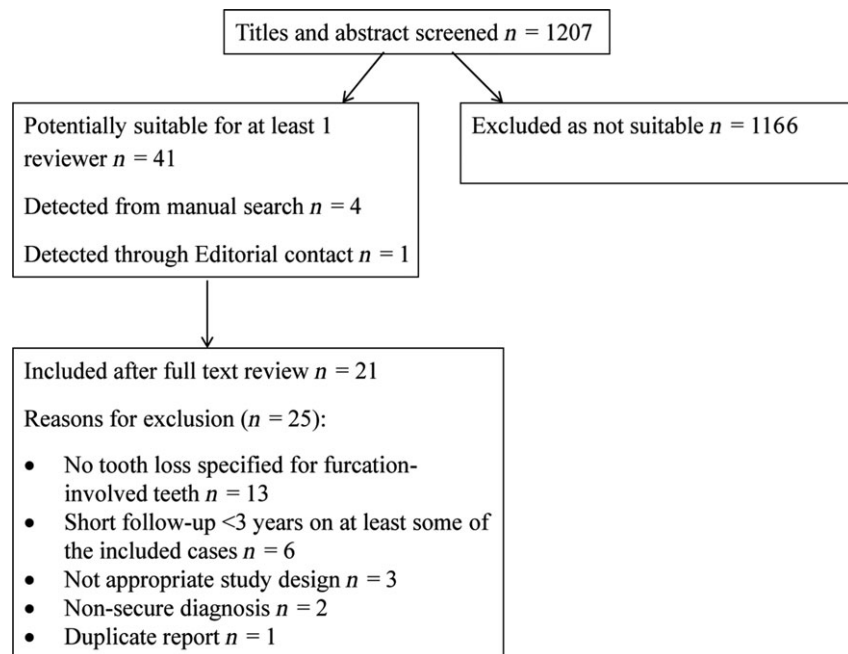 Titles and abstract screened n = 1207
Potentially suitable for at least 1
reviewer n = 41
Detected from manual search n = 4
Detected through Editorial contact n = 1
Excluded as not suitable n = 1166
Included after full text review n = 21
Reasons for exclusion (n = 25):
• No tooth loss specified for furcation-
involved teeth n = 13
• Short follow-up <3 years on at least some of
the included cases n = 6
• Not appropriate study design n = 3
• Non-secure diagnosis n = 2
• Duplicate report n = 1